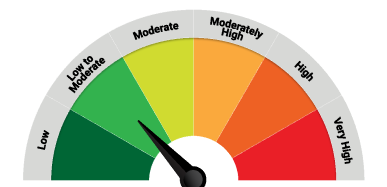 Low
Low to
Moderate
Moderate
Moderately
High
High
Very High